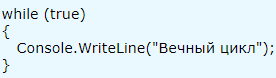 while (true)
{
   Console.WriteLine("Вечный цикл");
}